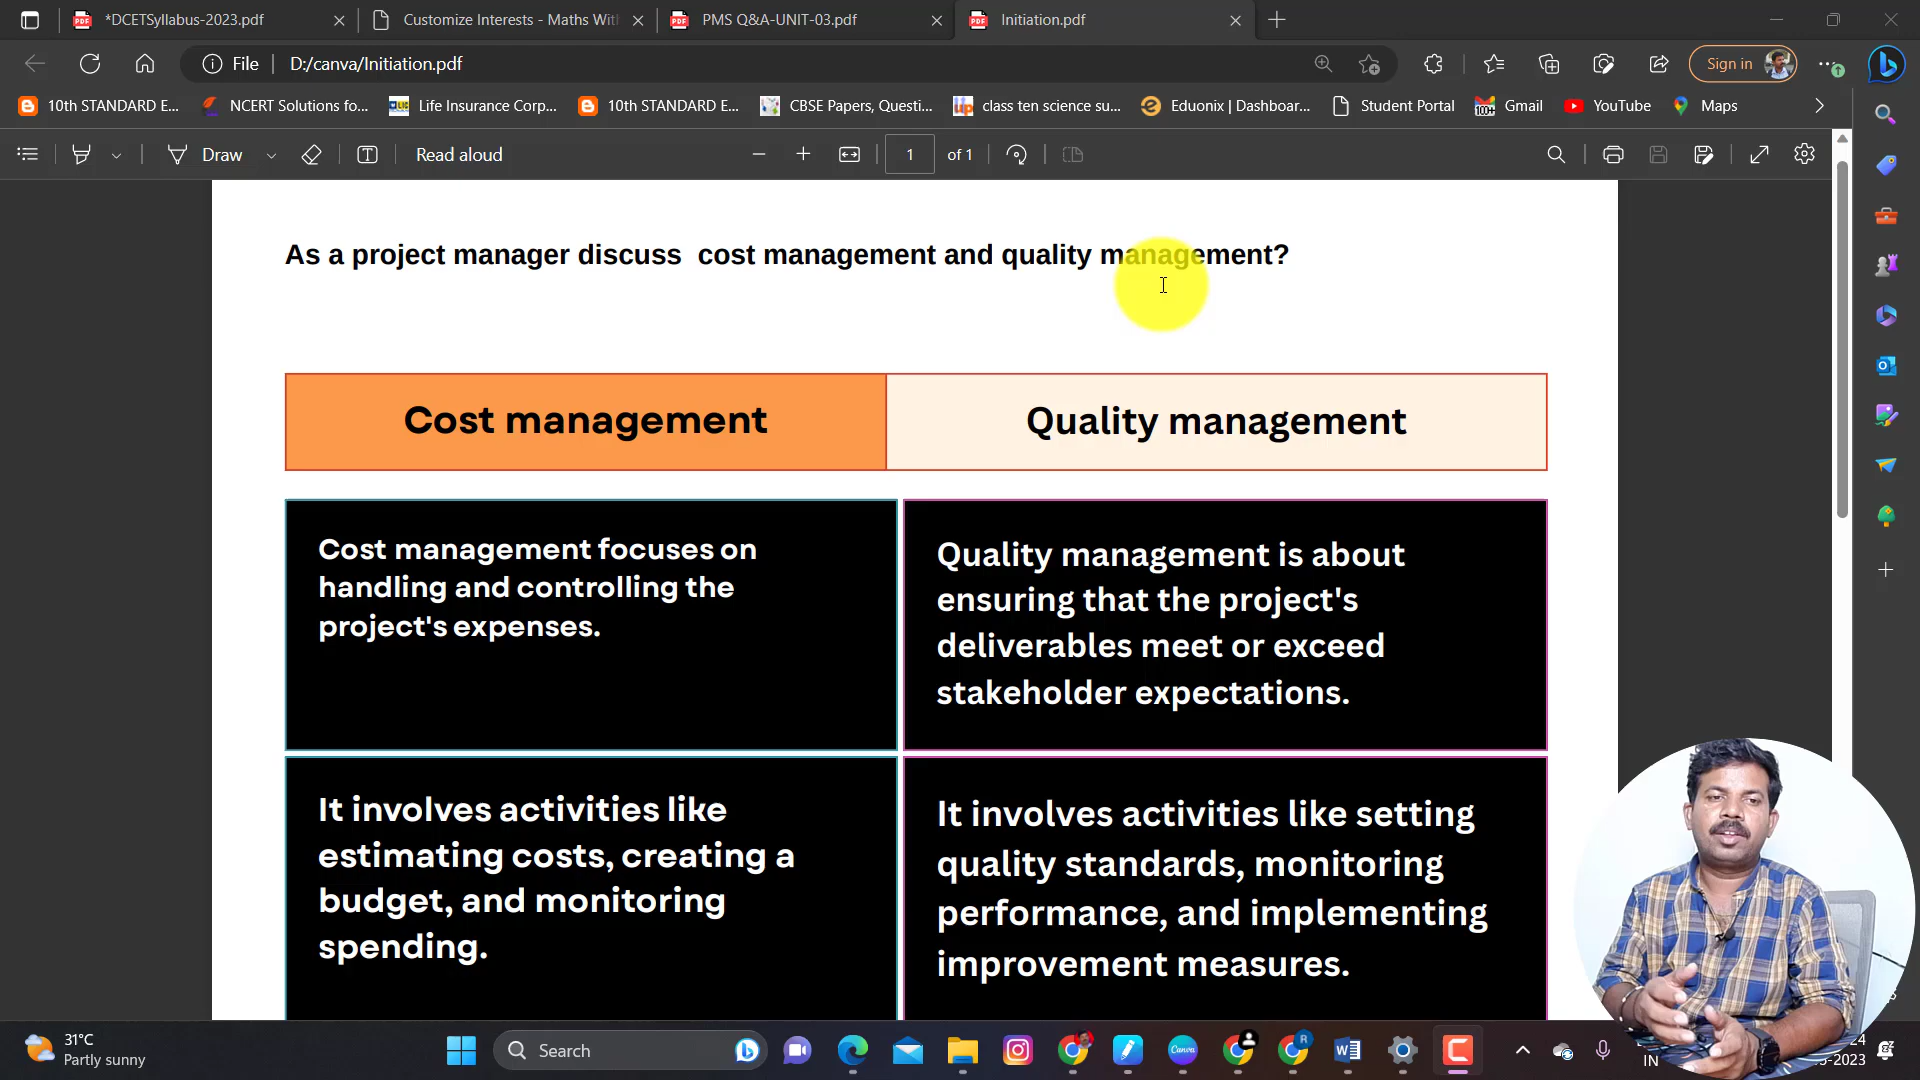 *DCETSyllabus-2023.pdf
Customize Interests - Maths Wit
PMS Q&A-UNIT-03.pdf
Initiation.pdf
File
D:/canva/Initiation.pdf
Sign in
10th STANDARD E...
NCERT Solutions fo...
Life Insurance Corp...
10th STANDARD E...
CBSE Papers, Questi...
class ten science su...
Eduonix | Dashboar...
Student Portal
Gmail
YouTube
Maps
Draw
Read aloud
1
of 1
As a project manager discuss cost management and quality management?
Cost management
Quality management
Cost management focuses on
handling and controlling the
project's expenses.
Quality management is about
ensuring that the project's
deliverables meet or exceed
stakeholder expectations.
It involves activities like
estimating costs, creating a
budget, and monitoring
spending.
It involves activities like setting
quality standards, monitoring
performance, and implementing
improvement measures.
31°C
Partly sunny
Search
IN